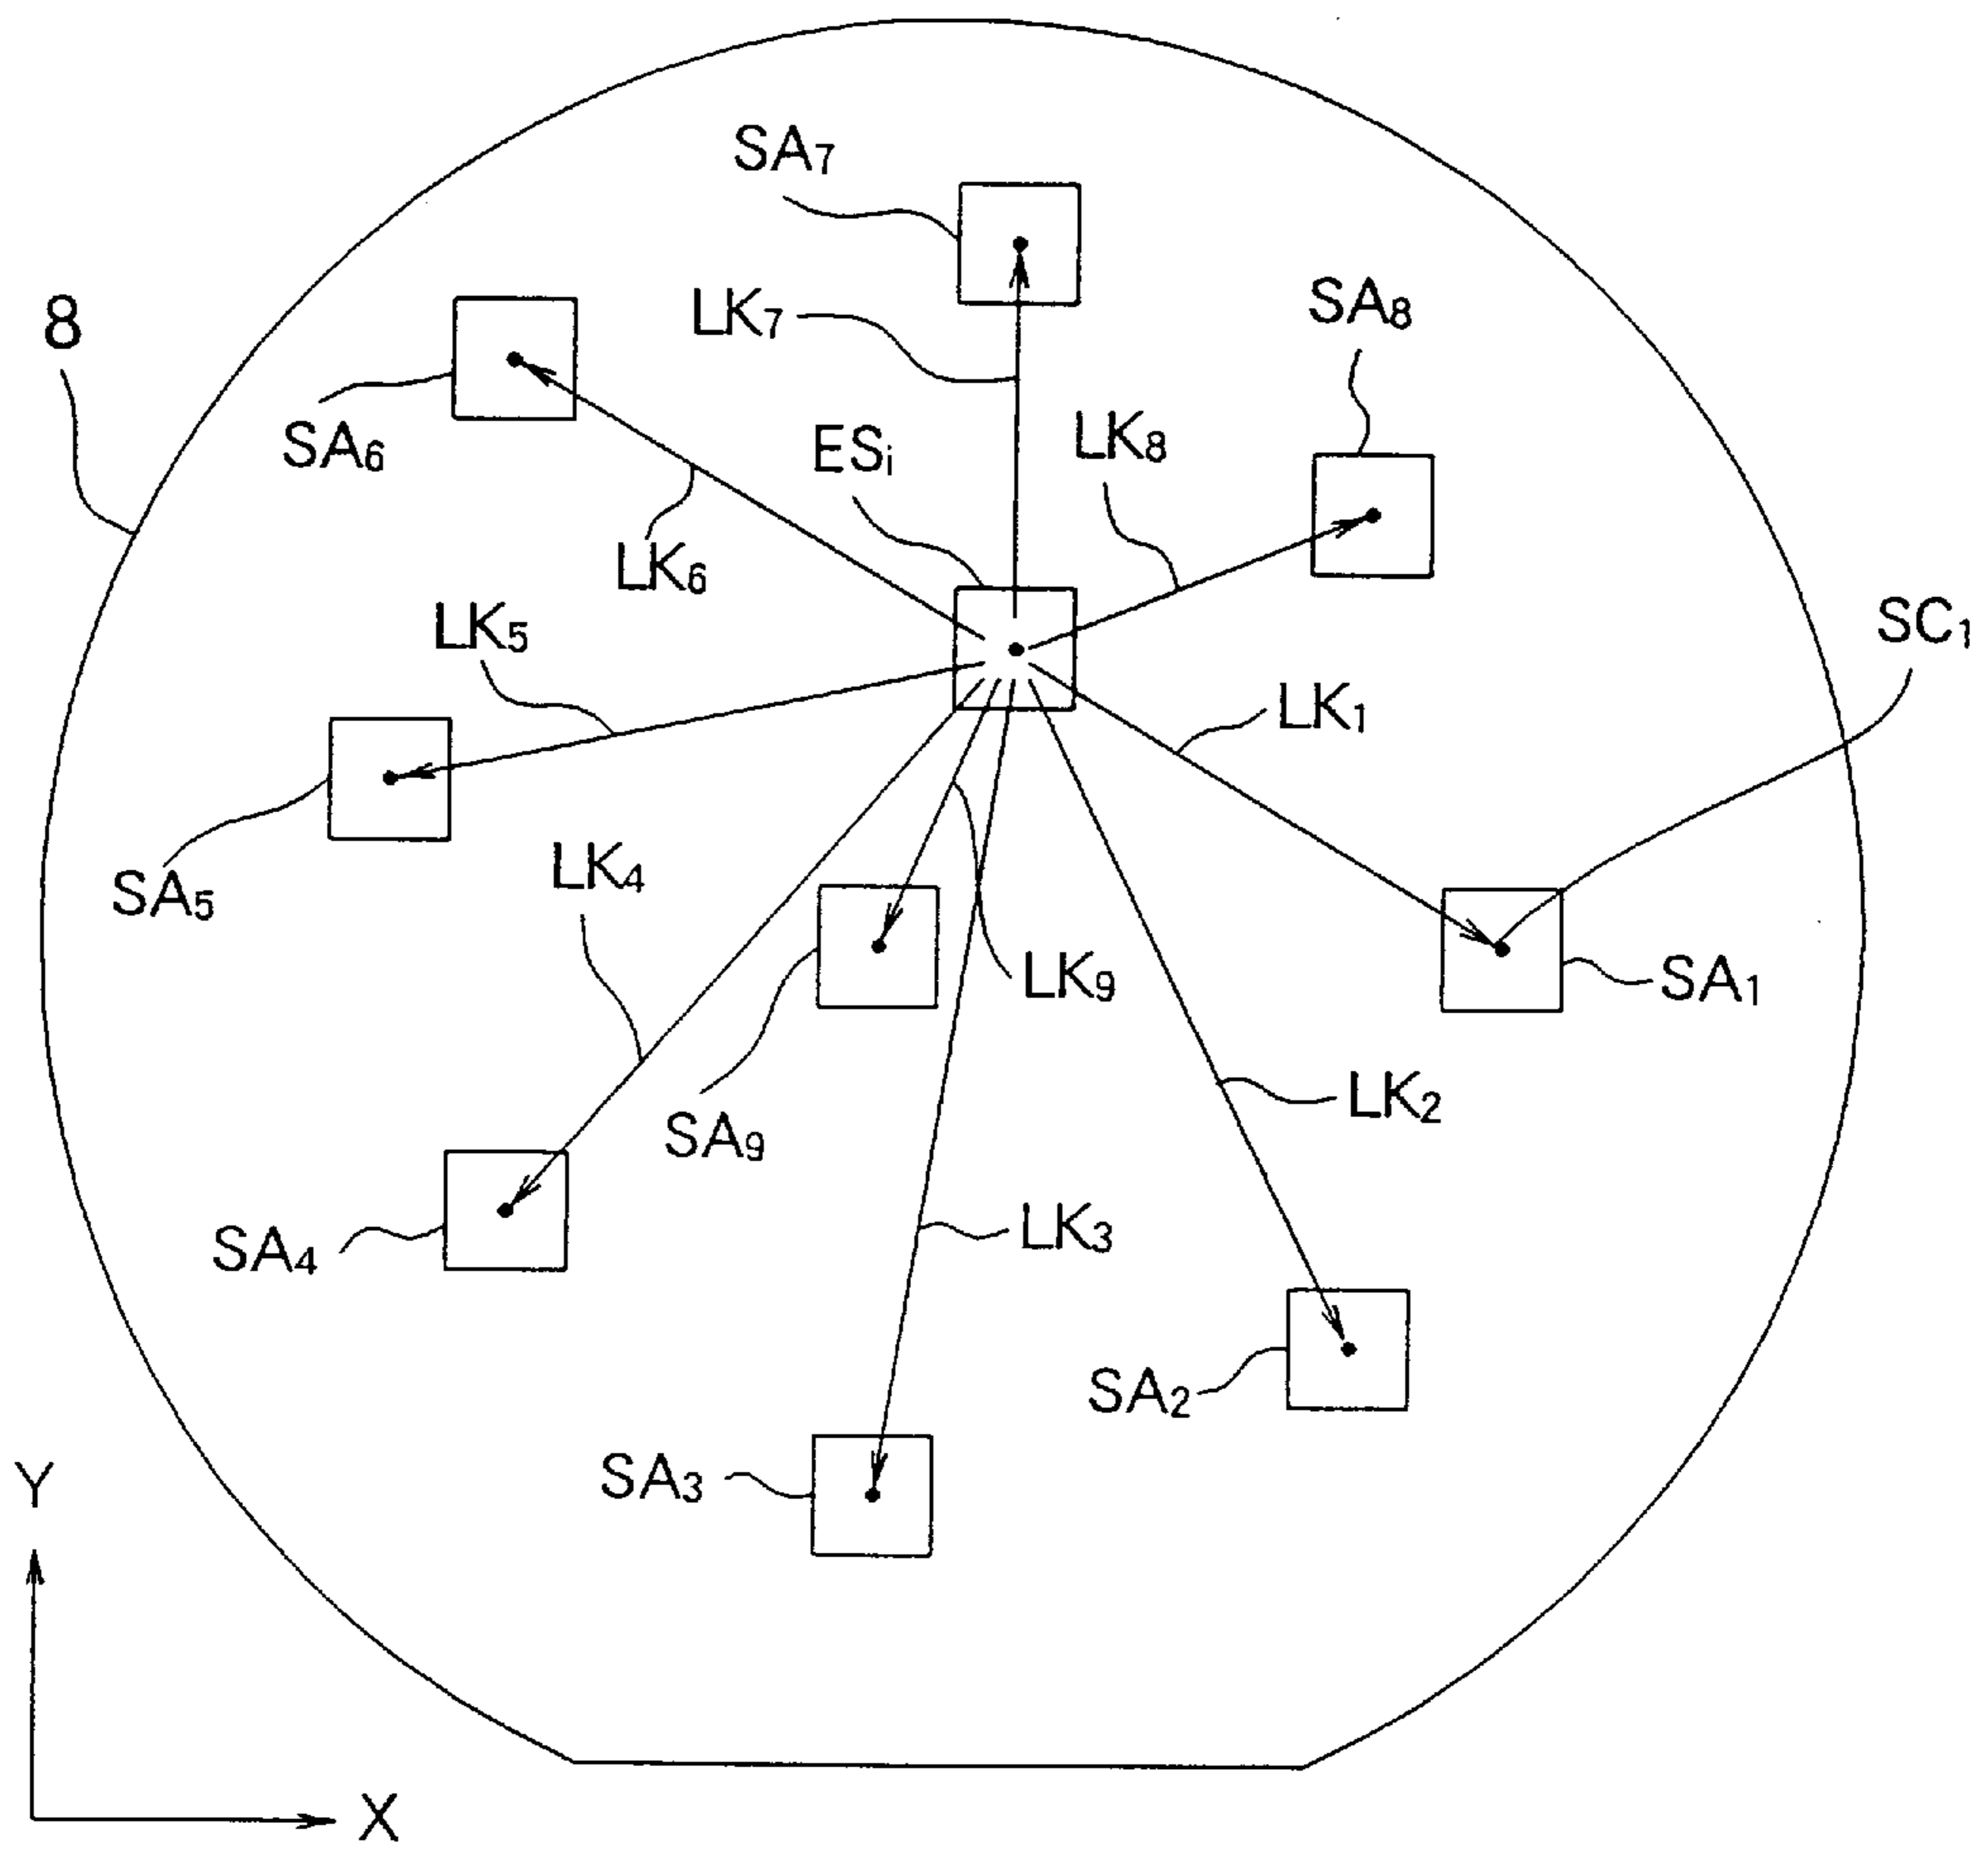 SA₇
8
LK₇
SA₈
SA₆
ESᵢ
LK₈
LK₆
LK₅
SC₁
LK₁
SA₅
LK₄
LK₉
SA₁
SA₉
LK₂
SA₄
LK₃
SA₂
SA₃
Y
X